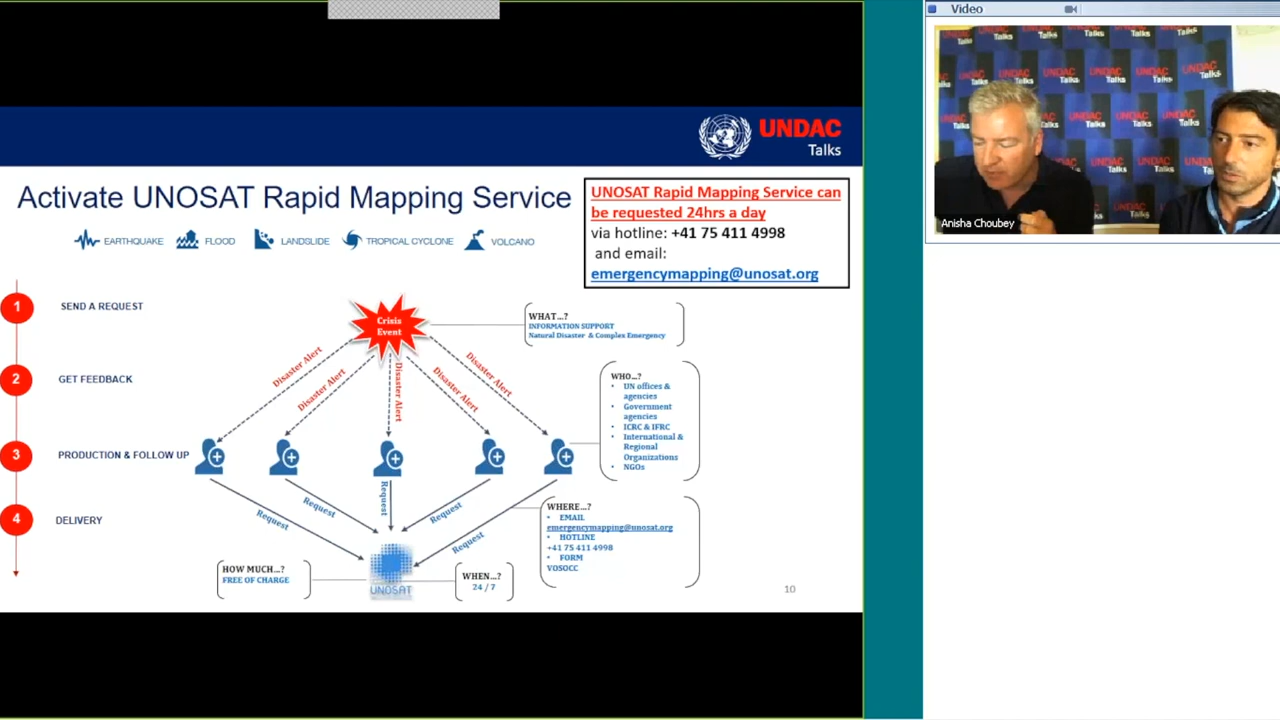 Video
UNDAC
Talks
Anisha Choubey
Activate UNOSAT Rapid Mapping Service
UNOSAT Rapid Mapping Service can
be requested 24hrs a day
via hotline: +41 75 411 4998
and email:
emergencymapping@unosat.org
EARTHQUAKE
FLOOD
LANDSLIDE
TROPICAL CYCLONE
VOLCANO
1
SEND A REQUEST
2
GET FEEDBACK
3
PRODUCTION & FOLLOW UP
4
DELIVERY
Crisis
Event
WHAT...?
INFORMATION SUPPORT
Natural Disaster & Complex Emergency
Disaster Alert
Disaster Alert
Disaster Alert
Disaster Alert
Disaster Alert
WHO...?
• UN offices &
agencies
• Government
agencies
• ICRC & IFRC
• International &
Regional
Organizations
• NGOs
Request
Request
Request
Request
Request
WHERE...?
• EMAIL
emergencymapping@unosat.org
• HOTLINE
+41 75 411 4998
• FORM
VOSOCC
HOW MUCH...?
FREE OF CHARGE
UNOSAT
WHEN...?
24 / 7
10